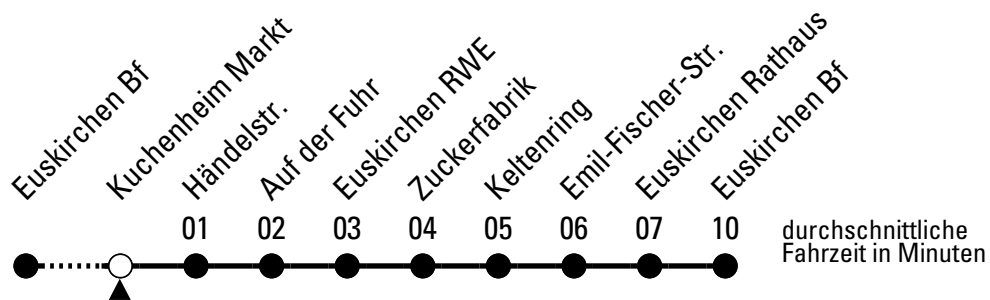 Euskirchen Bf
Kuchenheim Markt
Händelstr.
Auf der Fuhr
Euskirchen RWE
Zuckerfabrik
Keltenring
Emil-Fischer-Str.
Euskirchen Rathaus
Euskirchen Bf
01 02 03 04 05 06 07 10
durchschnittliche
Fahrzeit in Minuten